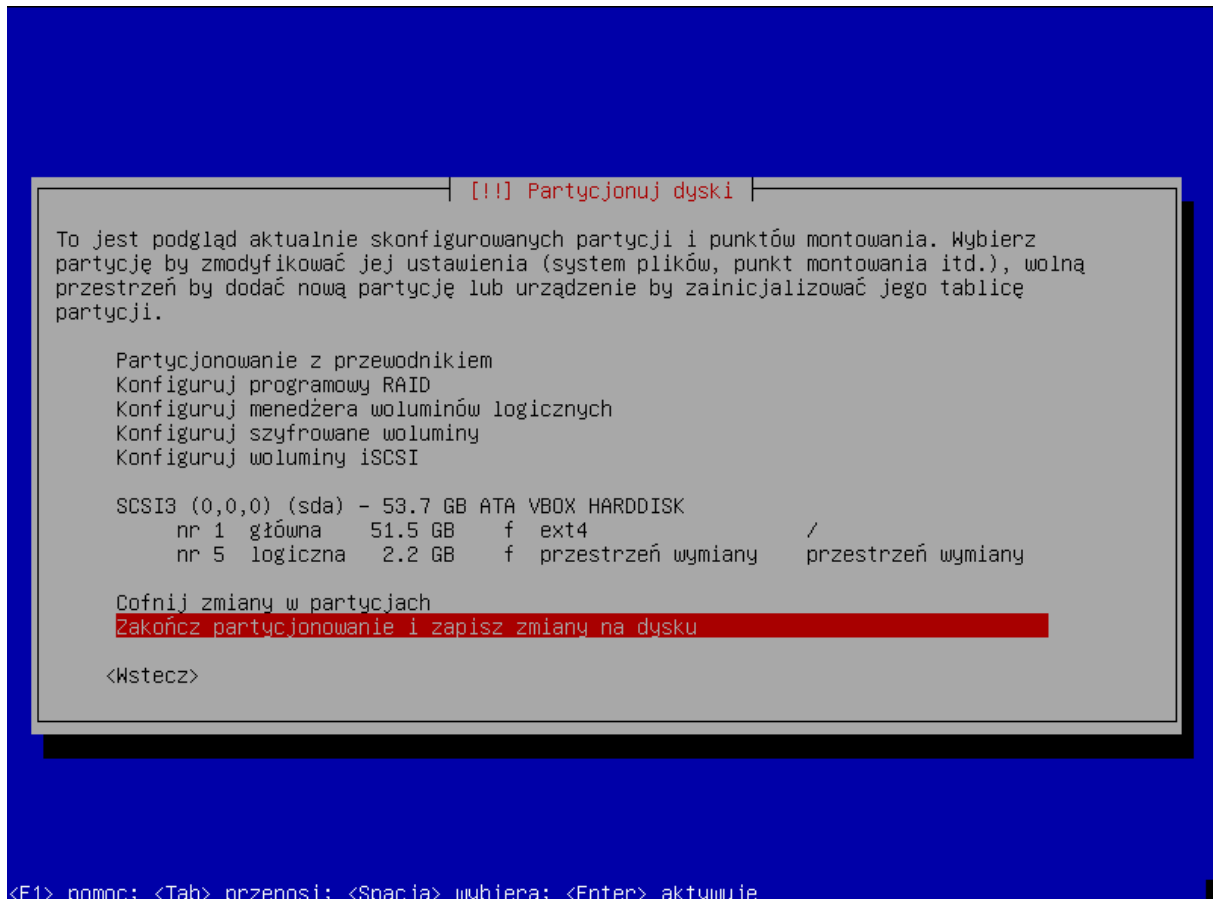 [!!] Partycjonuj dyski
To jest podgląd aktualnie skonfigurowanych partycji i punktów montowania. Wybierz
partycję by zmodyfikować jej ustawienia (system plików, punkt montowania itd.), wolną
przestrzeń by dodać nową partycję lub urządzenie by zainicjalizować jego tablicę
partycji.
Partycjonowanie z przewodnikiem
Konfiguruj programowy RAID
Konfiguruj menedżera woluminów logicznych
Konfiguruj szyfrowane woluminy
Konfiguruj woluminy iSCSI
SCSI3 (0,0,0) (sda) – 53.7 GB ATA VBOX HARDDISK
nr 1 główna 51.5 GB f ext4 /
nr 5 logiczna 2.2 GB f przestrzeń wymiany przestrzeń wymiany
Cofnij zmiany w partycjach
Zakończ partycjonowanie i zapisz zmiany na dysku
<Wstecz>
<F1> pomoc; <Tab> przenosi; <Spacja> wybiera; <Enter> aktywuje